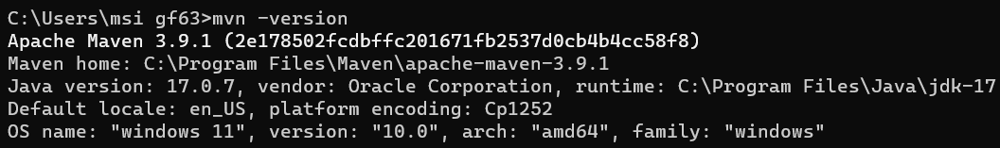 C:\Users\msi gf63>mvn -version
Apache Maven 3.9.1 (2e178502fcdbffc201671fb2537d0cb4b4cc58f8)
Maven home: C:\Program Files\Maven\apache-maven-3.9.1
Java version: 17.0.7, vendor: Oracle Corporation, runtime: C:\Program Files\Java\jdk-17
Default locale: en_US, platform encoding: Cp1252
OS name: "windows 11", version: "10.0", arch: "amd64", family: "windows"